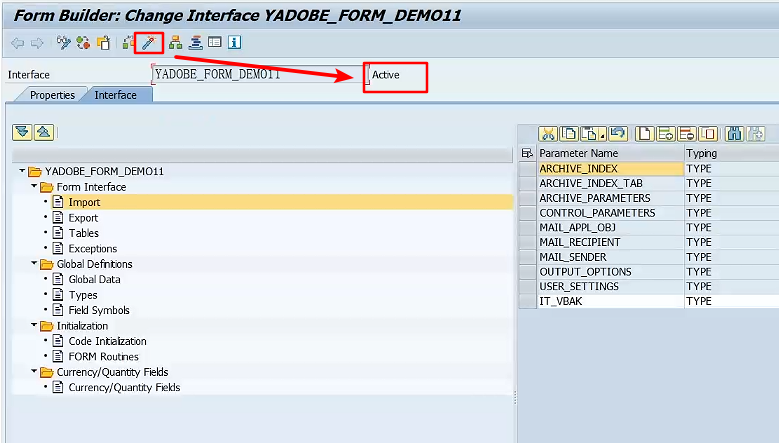 Form Builder: Change Interface YADOBE_FORM_DEMO11
Interface YADOBE_FORM_DEMO11 Active
Properties Interface
Parameter Name Typing
YADOBE_FORM_DEMO11
Form Interface
Import
Export
Tables
Exceptions
Global Definitions
Global Data
Types
Field Symbols
Initialization
Code Initialization
FORM Routines
Currency/Quantity Fields
Currency/Quantity Fields
ARCHIVE_INDEX TYPE
ARCHIVE_INDEX_TAB TYPE
ARCHIVE_PARAMETERS TYPE
CONTROL_PARAMETERS TYPE
MAIL_APPL_OBJ TYPE
MAIL_RECIPIENT TYPE
MAIL_SENDER TYPE
OUTPUT_OPTIONS TYPE
USER_SETTINGS TYPE
IT_VBAK TYPE